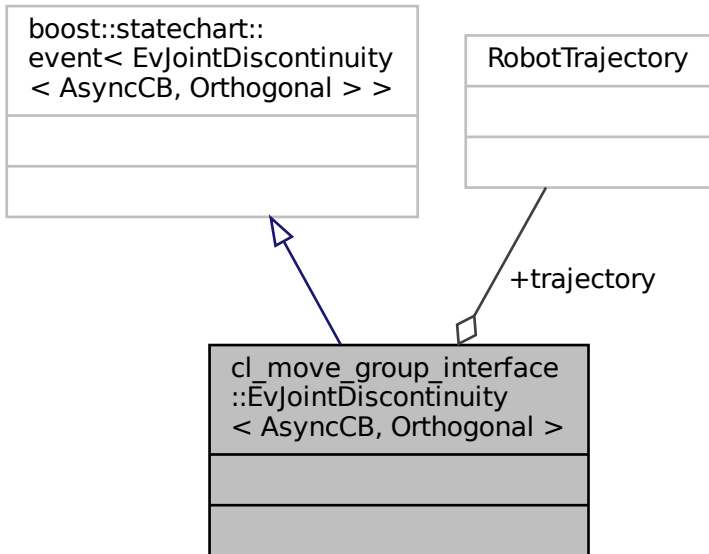 boost::statechart::
event< EvJointDiscontinuity
< AsyncCB, Orthogonal > >
RobotTrajectory
+trajectory
cl_move_group_interface
::EvJointDiscontinuity
< AsyncCB, Orthogonal >